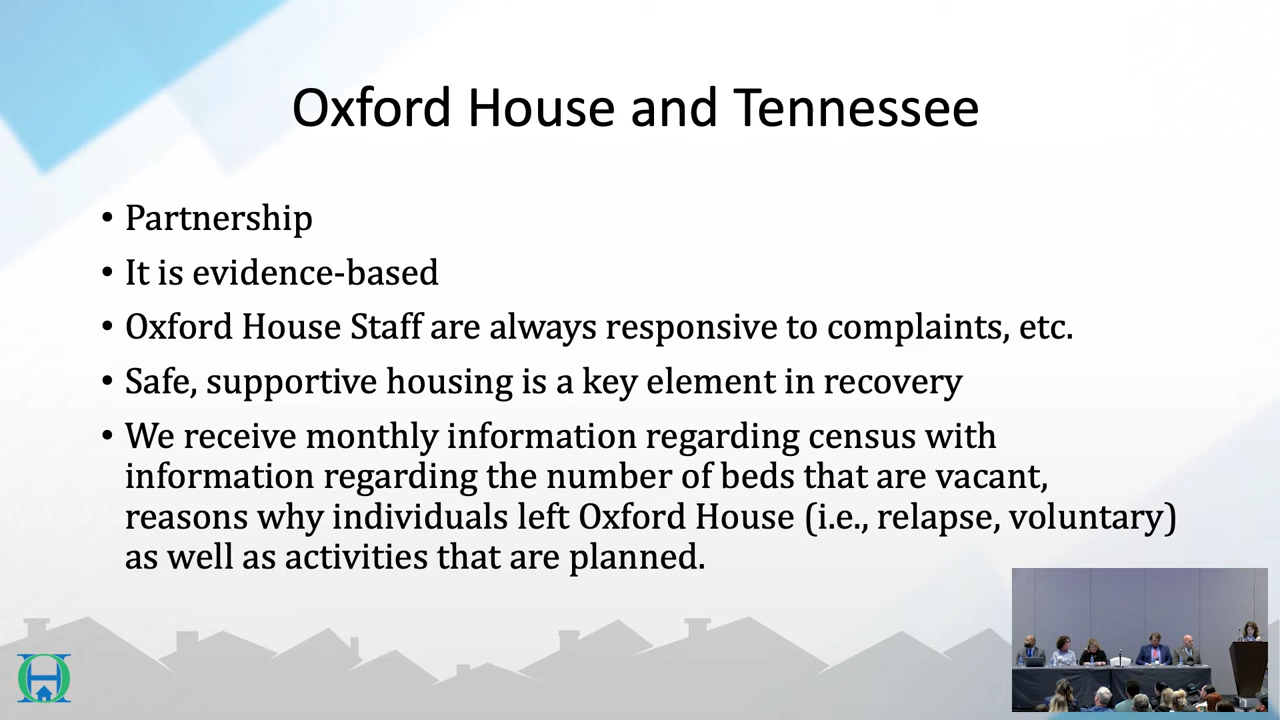 Oxford House and Tennessee
• Partnership
• It is evidence-based
• Oxford House Staff are always responsive to complaints, etc.
• Safe, supportive housing is a key element in recovery
• We receive monthly information regarding census with
information regarding the number of beds that are vacant,
reasons why individuals left Oxford House (i.e., relapse, voluntary)
as well as activities that are planned.